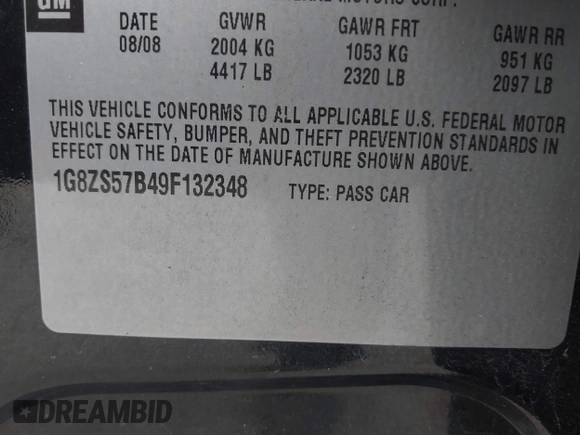 GM
MOTORS CORP.
DATE GVWR GAWR FRT GAWR RR
08/08 2004 KG 1053 KG 951 KG
4417 LB 2320 LB 2097 LB
THIS VEHICLE CONFORMS TO ALL APPLICABLE U.S. FEDERAL MOTOR
VEHICLE SAFETY, BUMPER, AND THEFT PREVENTION STANDARDS IN
EFFECT ON THE DATE OF MANUFACTURE SHOWN ABOVE.
1G8ZS57B49F132348 TYPE: PASS CAR
DREAMBID